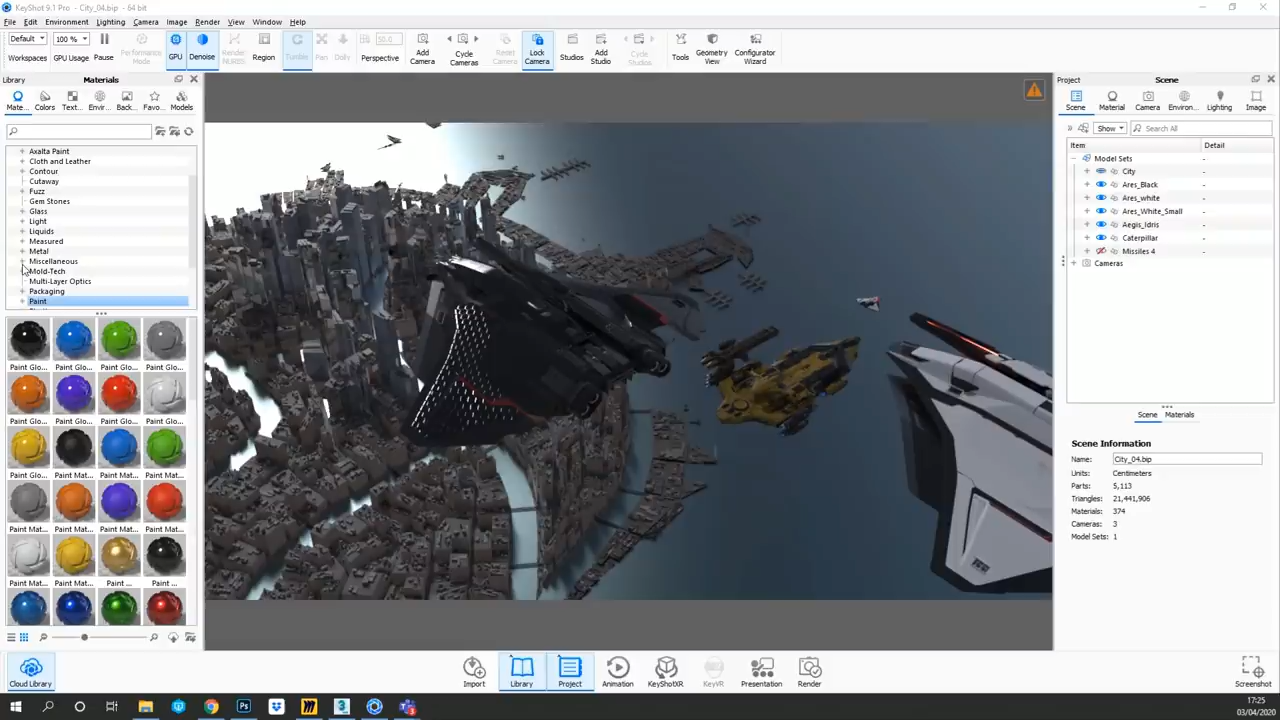 KeyShot 9.1 Pro - City_04.bip - 64 bit
File Edit Environment Lighting Camera Image Render View Window Help
Default 100 % 50.0
Workspaces GPU Usage Pause Performance Mode GPU Denoise Render NURBS Region Tumble Pan Dolly Perspective Add Camera Cycle Cameras Reset Camera Lock Camera Studios Add Studio Cycle Studios Tools Geometry View Configurator Wizard
Library Materials Project Scene
Mate... Colors Text... Envir... Back... Favo... Models
Scene Material Camera Environ... Lighting Image
Show Search All
Item Detail
Axalta Paint
Cloth and Leather
Contour
Cutaway
Fuzz
Gem Stones
Glass
Light
Liquids
Measured
Metal
Miscellaneous
Mold-Tech
Multi-Layer Optics
Packaging
Paint
Model Sets -
City -
Ares_Black -
Ares_white -
Ares_White_Small -
Aegis_Idris -
Caterpillar -
Missiles 4 -
Cameras -
Paint Glo... Paint Glo... Paint Glo... Paint Glo...
Paint Glo... Paint Glo... Paint Glo... Paint Glo...
Paint Glo... Paint Mat... Paint Mat... Paint Mat...
Paint Mat... Paint Mat... Paint Mat... Paint Mat...
Paint Mat... Paint Mat... Paint ... Paint ...
Scene Materials
Scene Information
Name: City_04.bip
Units: Centimeters
Parts: 5,113
Triangles: 21,441,906
Materials: 374
Cameras: 3
Model Sets: 1
Cloud Library Import Library Project Animation KeyShotXR KeyVR Presentation Render Screenshot
17:25
03/04/2020